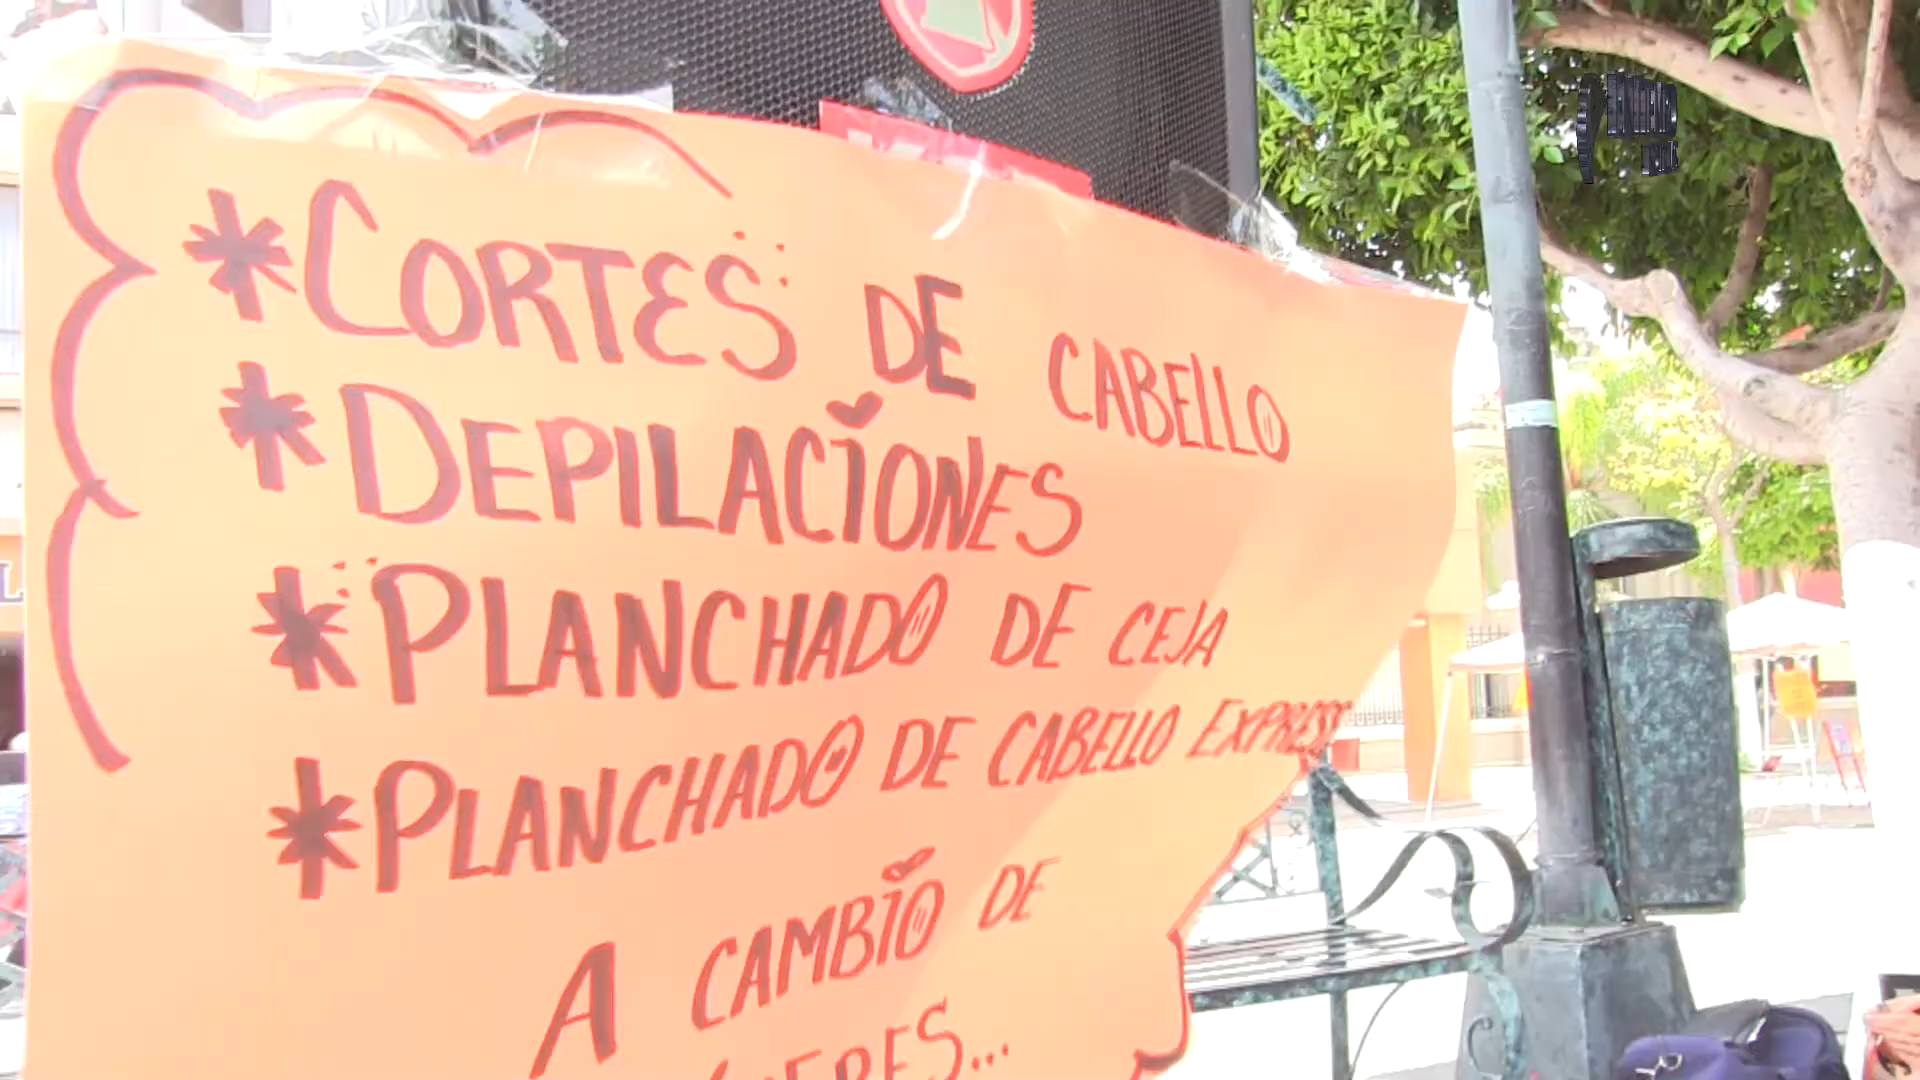 *CORTES DE CABELLO
*DEPILACIONES
*PLANCHADO DE CEJA
*PLANCHADO DE CABELLO EXPRESS
A CAMBIO DE